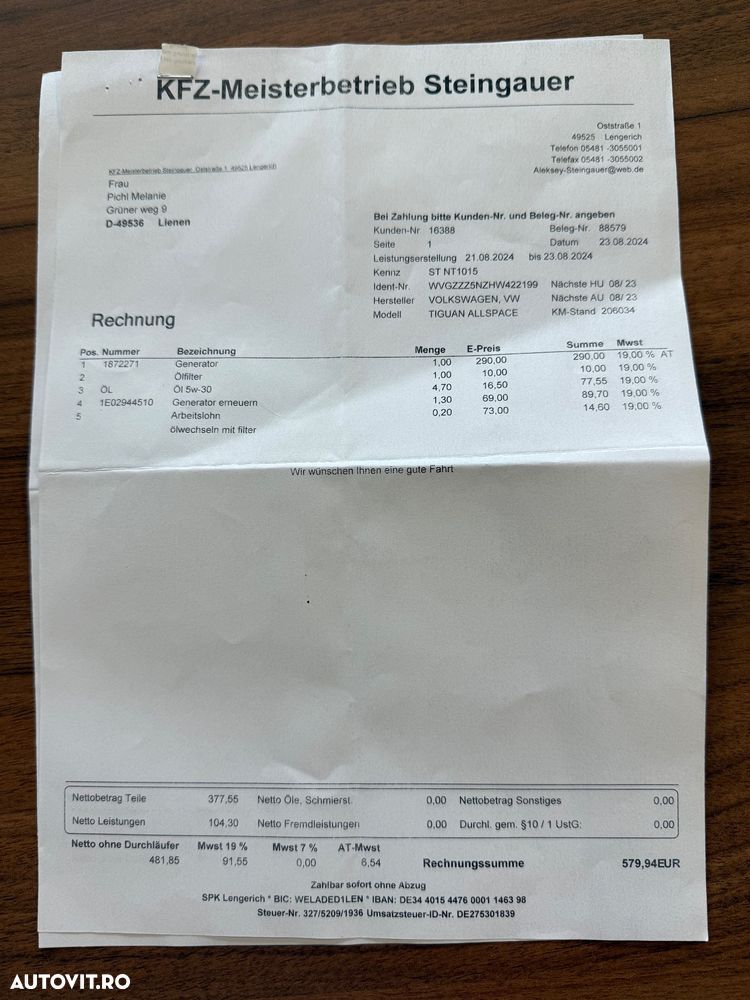 KFZ-Meisterbetrieb Steingauer
Oststraße 1
49525 Lengerich
Telefon 05481 -3055001
Telefax 05481 -3055002
Aleksey-Steingauer@web.de
KFZ-Meisterbetrieb Steingauer, Oststraße 1, 49525 Lengerich
Frau
Pichl Melanie
Grüner weg 9
D-49536 Lienen
Bei Zahlung bitte Kunden-Nr. und Beleg-Nr. angeben
Kunden-Nr 16388 Beleg-Nr. 88579
Seite 1 Datum 23.08.2024
Leistungserstellung 21.08.2024 bis 23.08.2024
Kennz ST NT1015
Ident-Nr. WVGZZZ5NZHW422199 Nächste HU 08/ 23
Hersteller VOLKSWAGEN, VW Nächste AU 08/ 23
Modell TIGUAN ALLSPACE KM-Stand 206034
Rechnung
Pos. Nummer Bezeichnung Menge E-Preis Summe Mwst
1 1872271 Generator 1,00 290,00 290,00 19,00 % AT
2 Ölfilter 1,00 10,00 10,00 19,00 %
3 ÖL Öl 5w-30 4,70 16,50 77,55 19,00 %
4 1E02944510 Generator erneuern 1,30 69,00 89,70 19,00 %
5 Arbeitslohn 0,20 73,00 14,60 19,00 %
ölwechseln mit filter
Wir wünschen Ihnen eine gute Fahrt
Nettobetrag Teile 377,55 Netto Öle, Schmierst. 0,00 Nettobetrag Sonstiges 0,00
Netto Leistungen 104,30 Netto Fremdleistungen 0,00 Durchl. gem. §10 / 1 UstG: 0,00
Netto ohne Durchläufer Mwst 19 % Mwst 7 % AT-Mwst
481,85 91,55 0,00 6,54 Rechnungssumme 579,94EUR
Zahlbar sofort ohne Abzug
SPK Lengerich * BIC: WELADED1LEN * IBAN: DE34 4015 4476 0001 1463 98
Steuer-Nr. 327/5209/1936 Umsatzsteuer-ID-Nr. DE275301839
AUTOVIT.RO